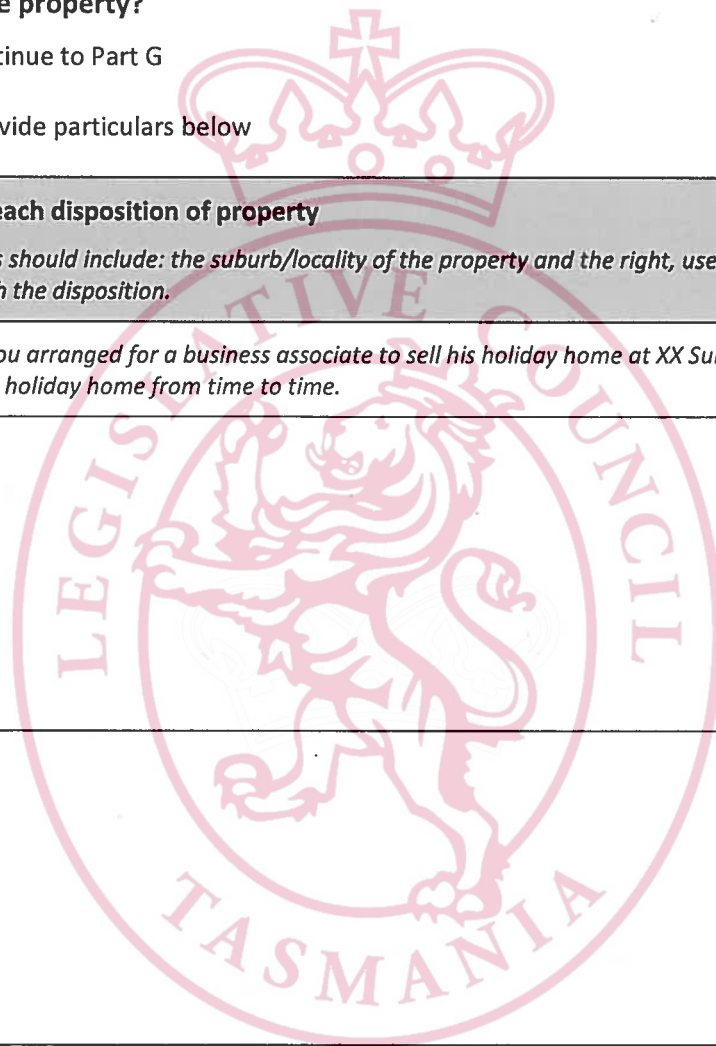 e property?
tinue to Part G
vide particulars below
each disposition of property
s should include: the suburb/locality of the property and the right, use
h the disposition.
ou arranged for a business associate to sell his holiday home at XX Su
holiday home from time to time.
LEGISLATIVE COUNCIL
TASMANIA